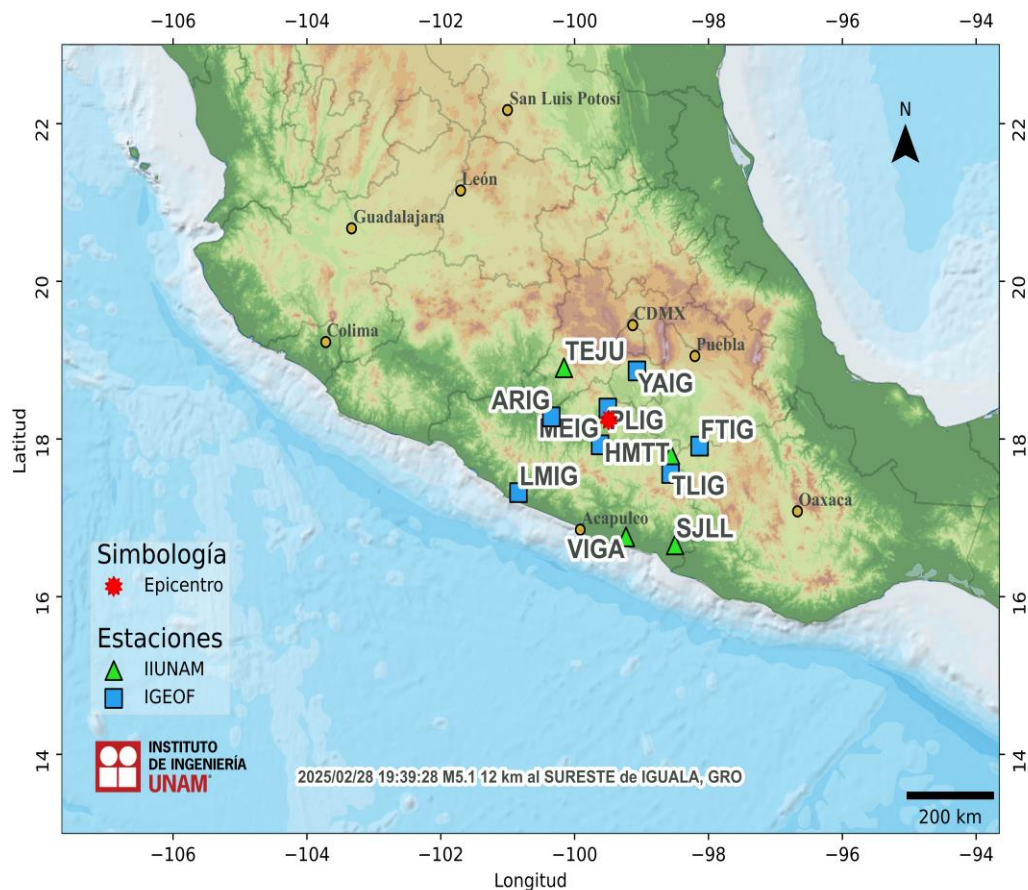 −106 −104 −102 −100 −98 −96 −94
N
22 San Luis Potosí 22
León
Guadalajara
20 20
CDMX
Colima
TEJU Puebla
YAIG
ARIG
PLIG
MEIG FTIG
18 18
HMTT
LMIG TLIG
Oaxaca
Acapulco SJLL
VIGA
Latitud
Simbología
Epicentro
16 16
Estaciones
IIUNAM
IGEOF
14 14
INSTITUTO
DE INGENIERÍA
UNAM
2025/02/28 19:39:28 M5.1 12 km al SURESTE de IGUALA, GRO
200 km
−106 −104 −102 −100 −98 −96 −94
Longitud